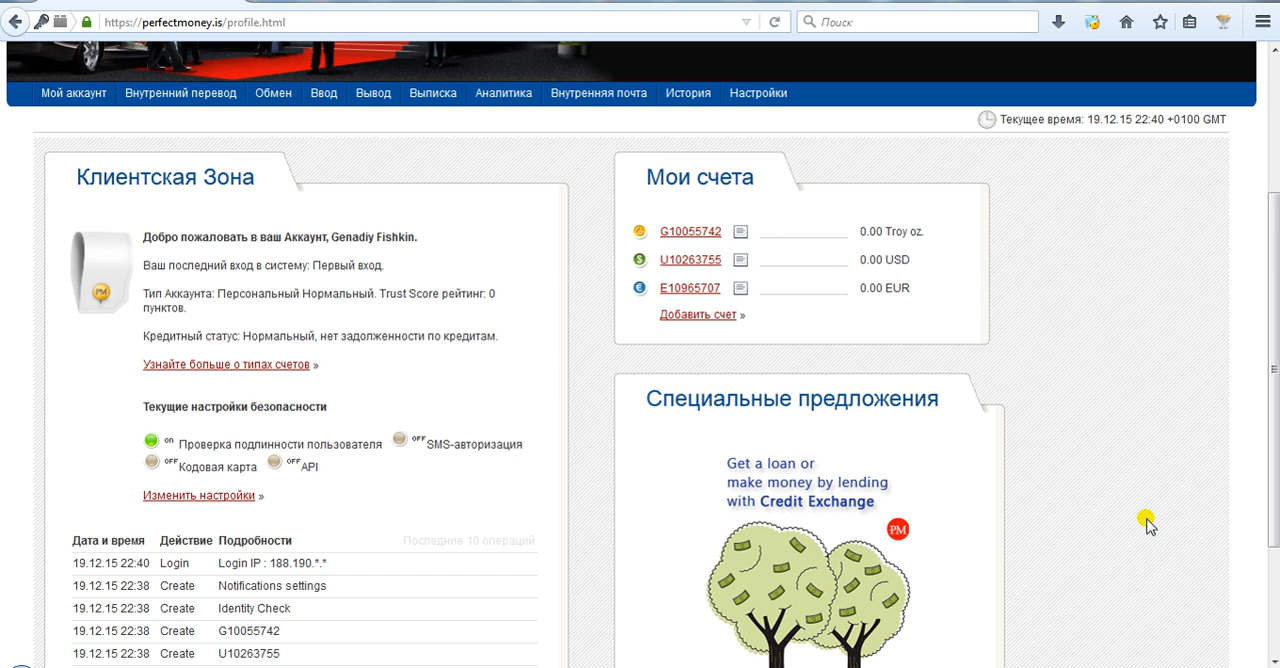 https://perfectmoney.is/profile.html
Поиск
Мой аккаунт Внутренний перевод Обмен Ввод Вывод Выписка Аналитика Внутренняя почта История Настройки
Текущее время: 19.12.15 22:40 +0100 GMT
Клиентская Зона
Добро пожаловать в ваш Аккаунт, Genadiy Fishkin.
Ваш последний вход в систему: Первый вход.
Тип Аккаунта: Персональный Нормальный. Trust Score рейтинг: 0
пунктов.
Кредитный статус: Нормальный, нет задолженности по кредитам.
Узнайте больше о типах счетов »
Текущие настройки безопасности
on Проверка подлинности пользователя OFF SMS-авторизация
OFF Кодовая карта OFF API
Изменить настройки »
PM
Дата и время Действие Подробности Последние 10 операций
19.12.15 22:40 Login Login IP : 188.190.*.*
19.12.15 22:38 Create Notifications settings
19.12.15 22:38 Create Identity Check
19.12.15 22:38 Create G10055742
19.12.15 22:38 Create U10263755
Мои счета
G10055742 0.00 Troy oz.
U10263755 0.00 USD
E10965707 0.00 EUR
Добавить счет »
Специальные предложения
Get a loan or
make money by lending
with Credit Exchange
PM